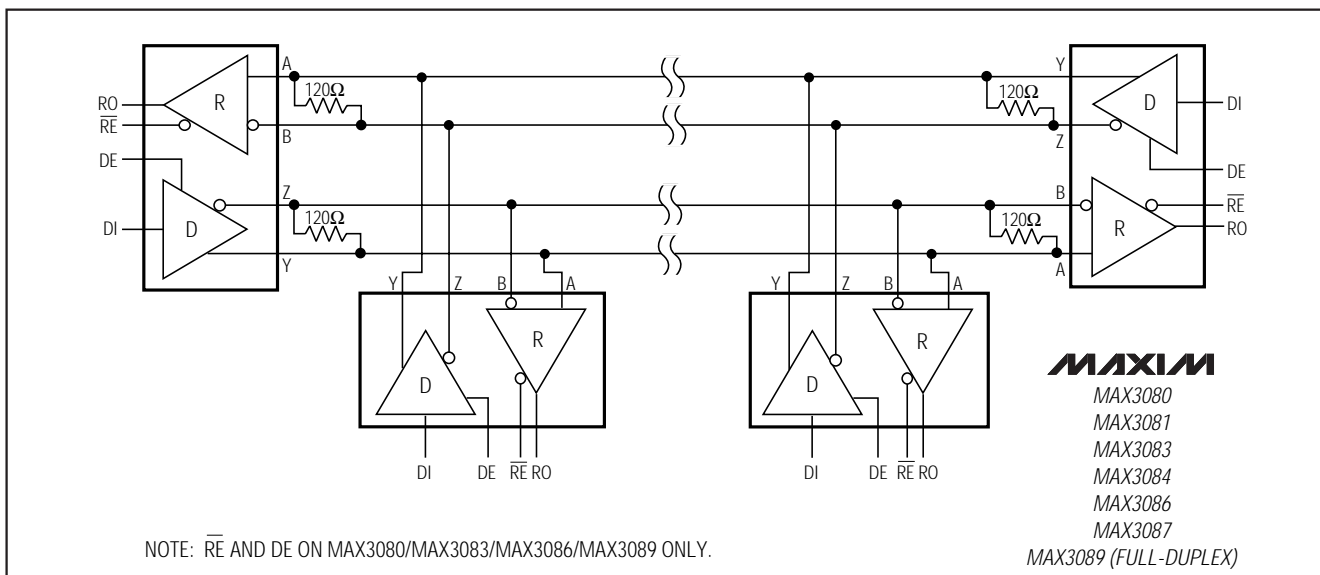 A
Y
120Ω
120Ω
RO
R
D
DI
RE
B
Z
DE
DE
Z
B
RE
DI
D
120Ω
120Ω
R
RO
Y
A
Y
Z
B
A
Y
Z
B
A
R
R
D
D
MAXIM
MAX3080
MAX3081
MAX3083
MAX3084
MAX3086
MAX3087
MAX3089 (FULL-DUPLEX)
DI
DE
RE
RO
DI
DE
RE
RO
NOTE: RE AND DE ON MAX3080/MAX3083/MAX3086/MAX3089 ONLY.